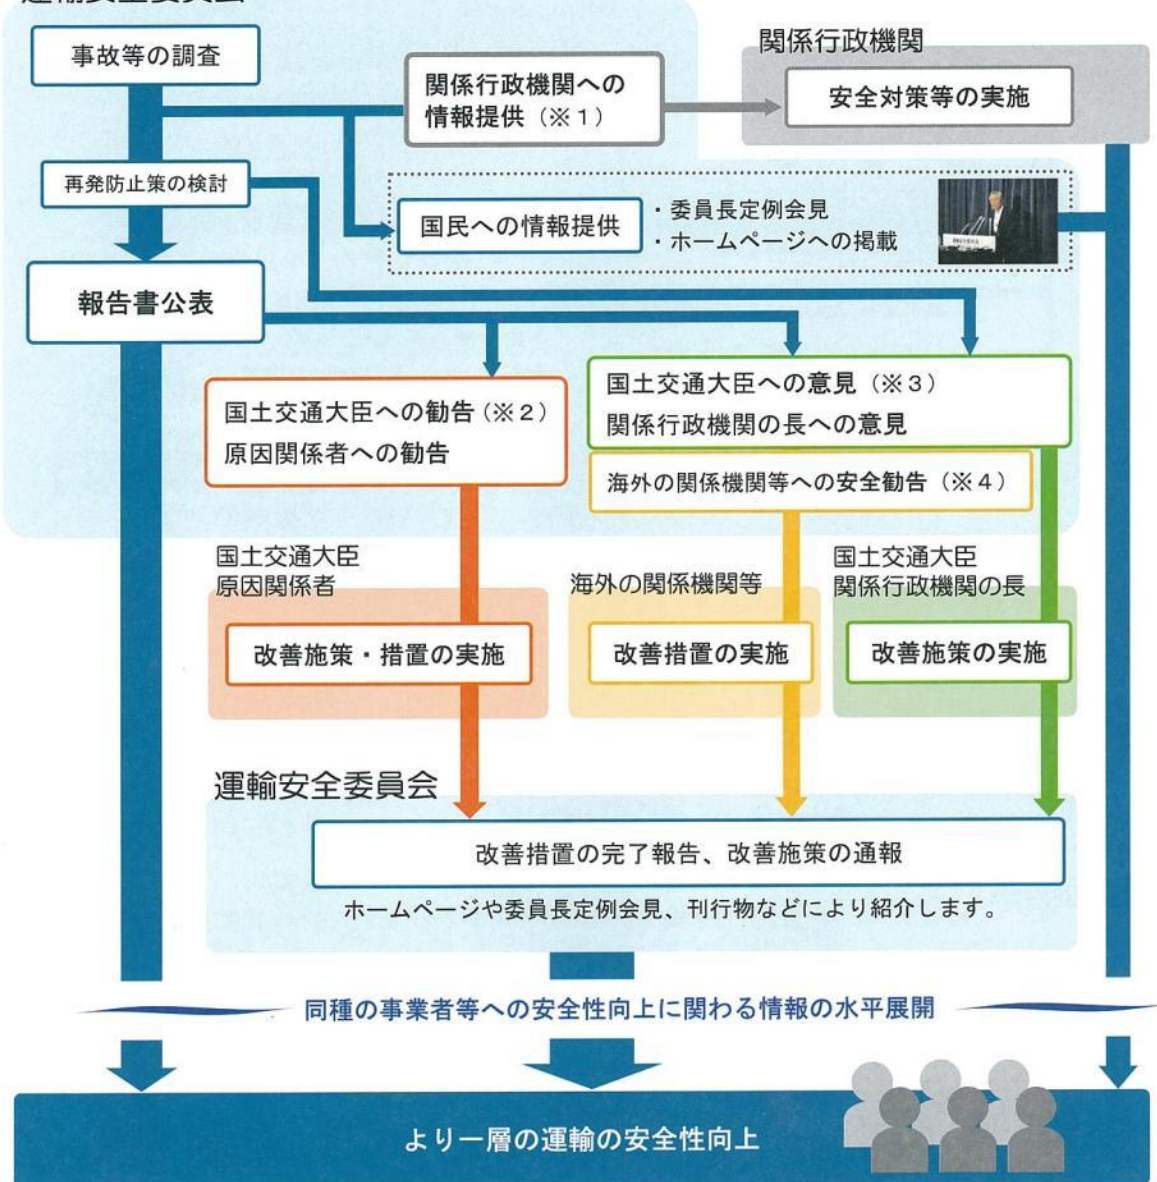 運輸安全委員会
事故等の調査
関係行政機関への
情報提供（※1）
関係行政機関
安全対策等の実施
再発防止策の検討
国民への情報提供
・委員長定例会見
・ホームページへの掲載
報告書公表
国土交通大臣への勧告（※2）
原因関係者への勧告
国土交通大臣への意見（※3）
関係行政機関の長への意見
海外の関係機関等への安全勧告（※4）
国土交通大臣
原因関係者
改善施策・措置の実施
海外の関係機関等
改善措置の実施
国土交通大臣
関係行政機関の長
改善施策の実施
運輸安全委員会
改善措置の完了報告、改善施策の通報
ホームページや委員長定例会見、刊行物などにより紹介します。
同種の事業者等への安全性向上に関わる情報の水平展開
より一層の運輸の安全性向上